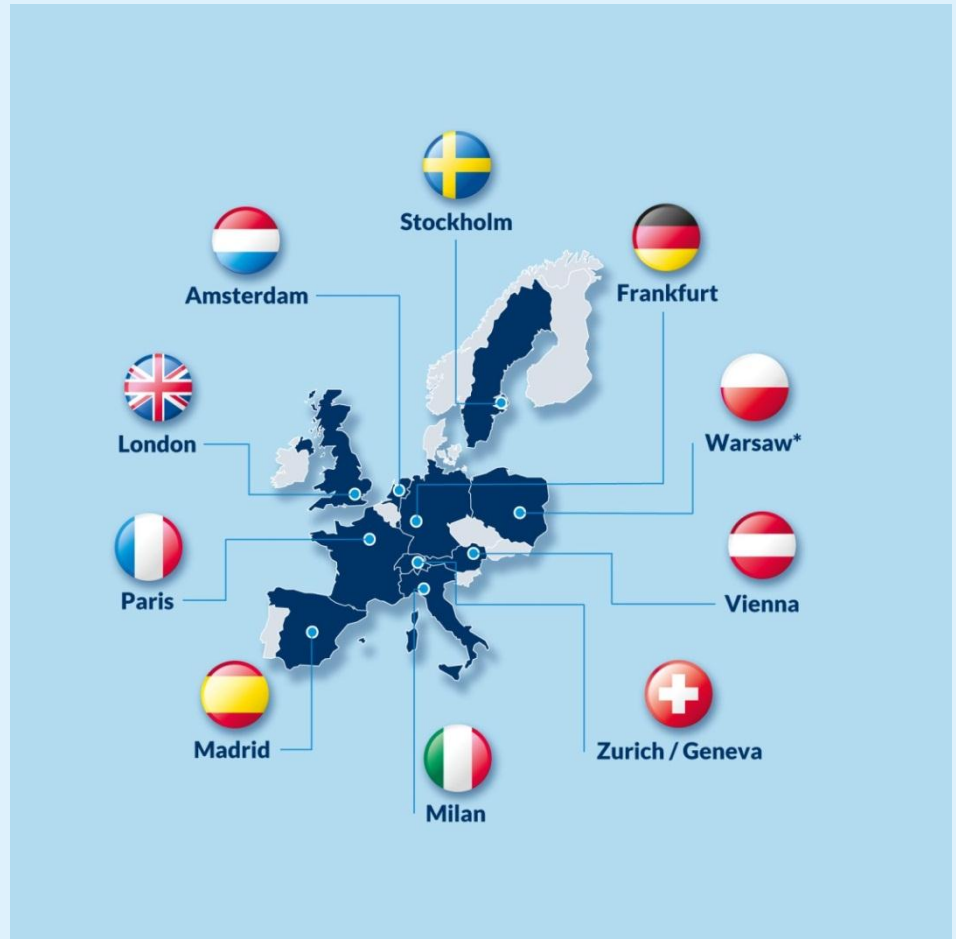 Stockholm
Amsterdam
Frankfurt
London
Warsaw*
Paris
Vienna
Madrid
Zurich / Geneva
Milan